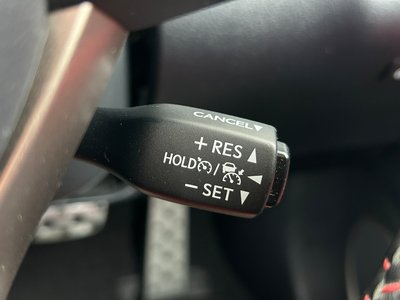 CANCEL▼
+ RES ▲
HOLD /
− SET ▼